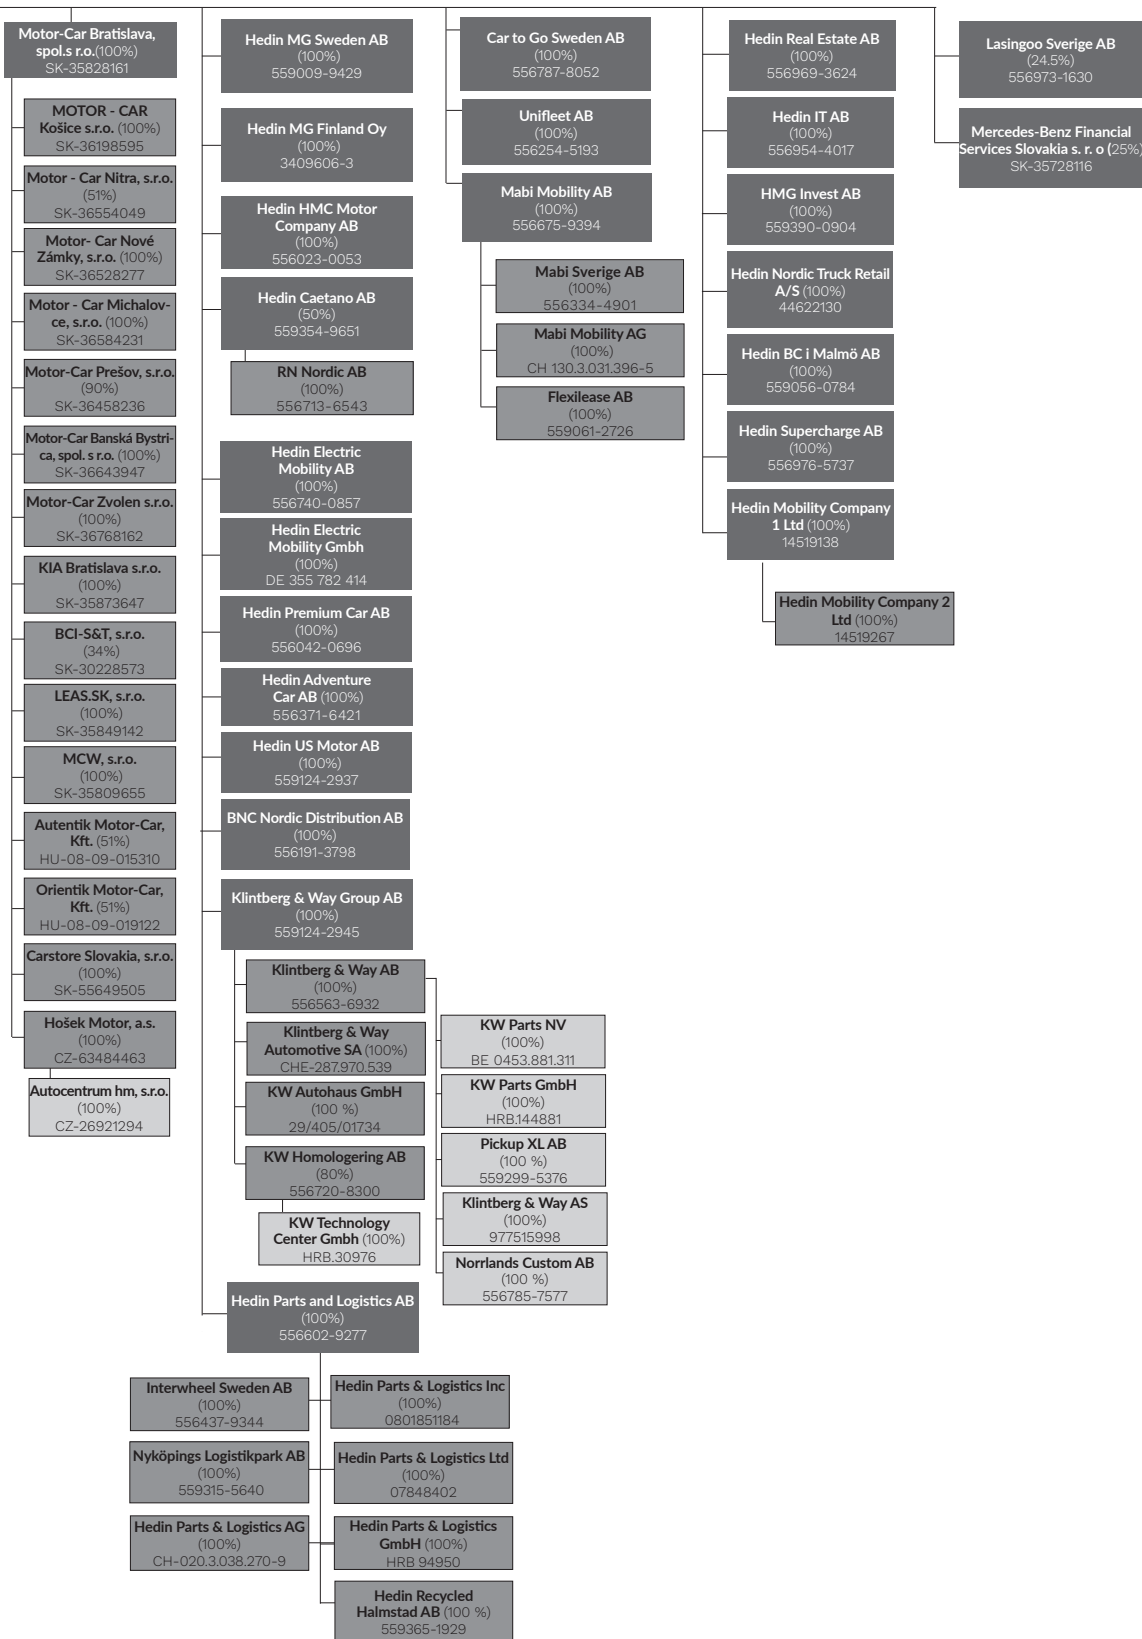 Motor-Car Bratislava,
spol.s r.o.(100%)
SK-35828161
MOTOR - CAR
Košice s.r.o. (100%)
SK-36198595
Motor - Car Nitra, s.r.o.
(51%)
SK-36554049
Motor- Car Nové
Zámky, s.r.o. (100%)
SK-36528277
Motor - Car Michalov-
ce, s.r.o. (100%)
SK-36584231
Motor-Car Prešov, s.r.o.
(90%)
SK-36458236
Motor-Car Banská Bystri-
ca, spol. s r.o. (100%)
SK-36643947
Motor-Car Zvolen s.r.o.
(100%)
SK-36768162
KIA Bratislava s.r.o.
(100%)
SK-35873647
BCI-S&T, s.r.o.
(34%)
SK-30228573
LEAS.SK, s.r.o.
(100%)
SK-35849142
MCW, s.r.o.
(100%)
SK-35809655
Autentik Motor-Car,
Kft. (51%)
HU-08-09-015310
Orientik Motor-Car,
Kft. (51%)
HU-08-09-019122
Carstore Slovakia, s.r.o.
(100%)
SK-55649505
Hošek Motor, a.s.
(100%)
CZ-63484463
Autocentrum hm, s.r.o.
(100%)
CZ-26921294
Hedin MG Sweden AB
(100%)
559009-9429
Hedin MG Finland Oy
(100%)
3409606-3
Hedin HMC Motor
Company AB
(100%)
556023-0053
Hedin Caetano AB
(50%)
559354-9651
RN Nordic AB
(100%)
556713-6543
Hedin Electric
Mobility AB
(100%)
556740-0857
Hedin Electric
Mobility Gmbh
(100%)
DE 355 782 414
Hedin Premium Car AB
(100%)
556042-0696
Hedin Adventure
Car AB (100%)
556371-6421
Hedin US Motor AB
(100%)
559124-2937
BNC Nordic Distribution AB
(100%)
556191-3798
Klintberg & Way Group AB
(100%)
559124-2945
Klintberg & Way AB
(100%)
556563-6932
Klintberg & Way
Automotive SA (100%)
CHE-287.970.539
KW Autohaus GmbH
(100 %)
29/405/01734
KW Homologering AB
(80%)
556720-8300
KW Technology
Center Gmbh (100%)
HRB.30976
KW Parts NV
(100%)
BE 0453.881.311
KW Parts GmbH
(100%)
HRB.144881
Pickup XL AB
(100 %)
559299-5376
Klintberg & Way AS
(100%)
977515998
Norrlands Custom AB
(100 %)
556785-7577
Hedin Parts and Logistics AB
(100%)
556602-9277
Interwheel Sweden AB
(100%)
556437-9344
Hedin Parts & Logistics Inc
(100%)
0801851184
Nyköpings Logistikpark AB
(100%)
559315-5640
Hedin Parts & Logistics Ltd
(100%)
07848402
Hedin Parts & Logistics AG
(100%)
CH-020.3.038.270-9
Hedin Parts & Logistics
GmbH (100%)
HRB 94950
Hedin Recycled
Halmstad AB (100 %)
559365-1929
Car to Go Sweden AB
(100%)
556787-8052
Unifleet AB
(100%)
556254-5193
Mabi Mobility AB
(100%)
556675-9394
Mabi Sverige AB
(100%)
556334-4901
Mabi Mobility AG
(100%)
CH 130.3.031.396-5
Flexilease AB
(100%)
559061-2726
Hedin Real Estate AB
(100%)
556969-3624
Hedin IT AB
(100%)
556954-4017
HMG Invest AB
(100%)
559390-0904
Hedin Nordic Truck Retail
A/S (100%)
44622130
Hedin BC i Malmö AB
(100%)
559056-0784
Hedin Supercharge AB
(100%)
556976-5737
Hedin Mobility Company
1 Ltd (100%)
14519138
Hedin Mobility Company 2
Ltd (100%)
14519267
Lasingoo Sverige AB
(24.5%)
556973-1630
Mercedes-Benz Financial
Services Slovakia s. r. o (25%)
SK-35728116